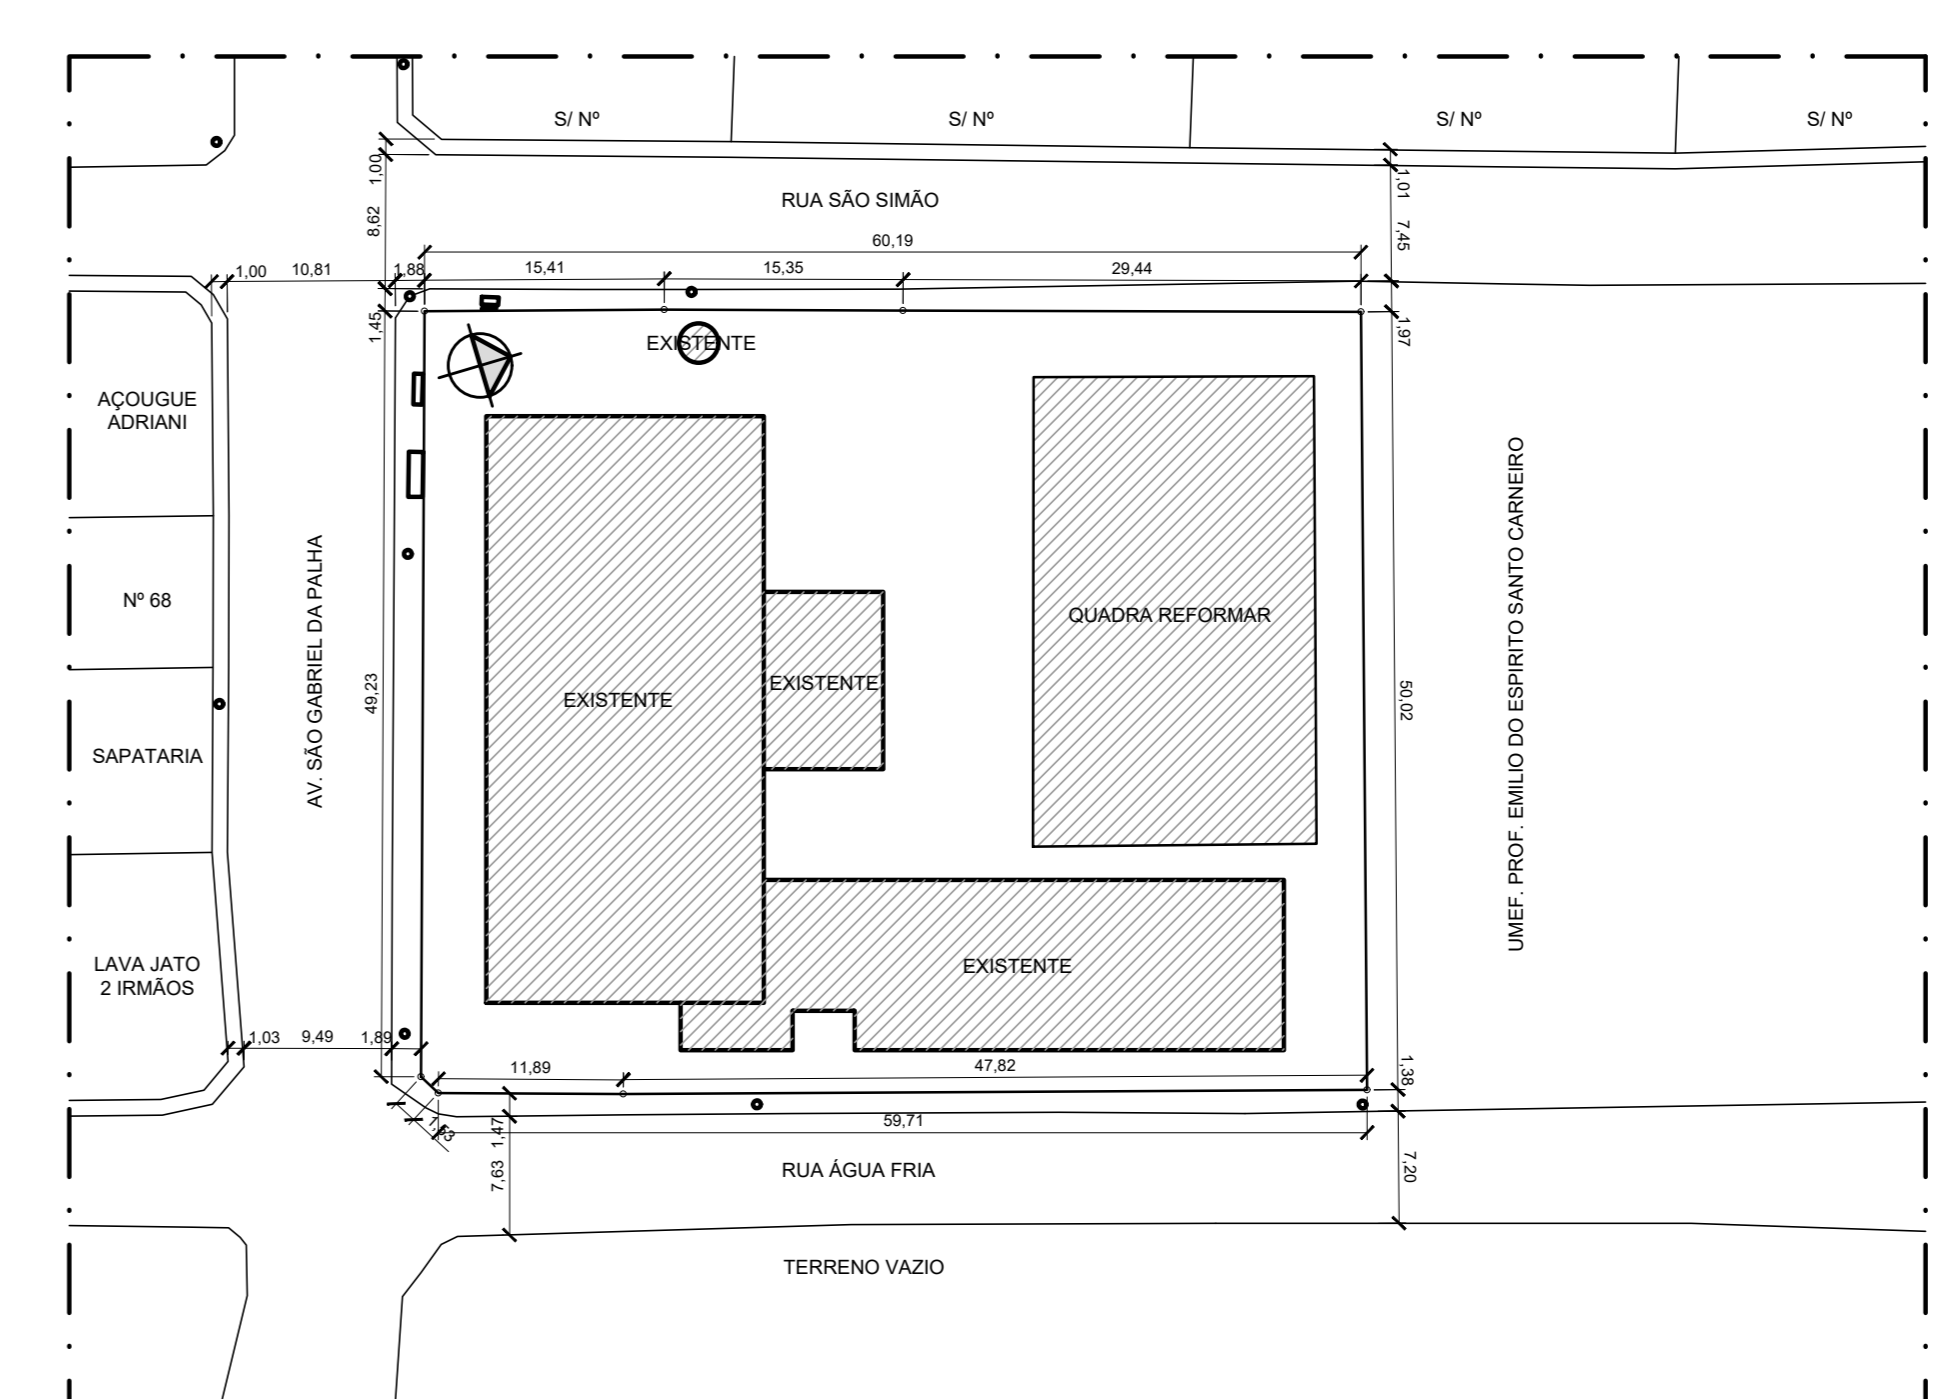 S/ Nº
S/ Nº
S/ Nº
S/ Nº
1,00
1,01
RUA SÃO SIMÃO
8,62
7,45
60,19
1,00
10,81
1,88
15,41
15,35
29,44
1,45
1,97
EXISTENTE
AÇOUGUE
ADRIANI
Nº 68
SAPATARIA
LAVA JATO
2 IRMÃOS
AV. SÃO GABRIEL DA PALHA
49,23
EXISTENTE
EXISTENTE
QUADRA REFORMAR
EXISTENTE
50,02
UMEF. PROF. EMILIO DO ESPIRITO SANTO CARNEIRO
1,03
9,49
1,89
11,89
47,82
1,38
1,53
1,47
59,71
7,63
7,20
RUA ÁGUA FRIA
TERRENO VAZIO